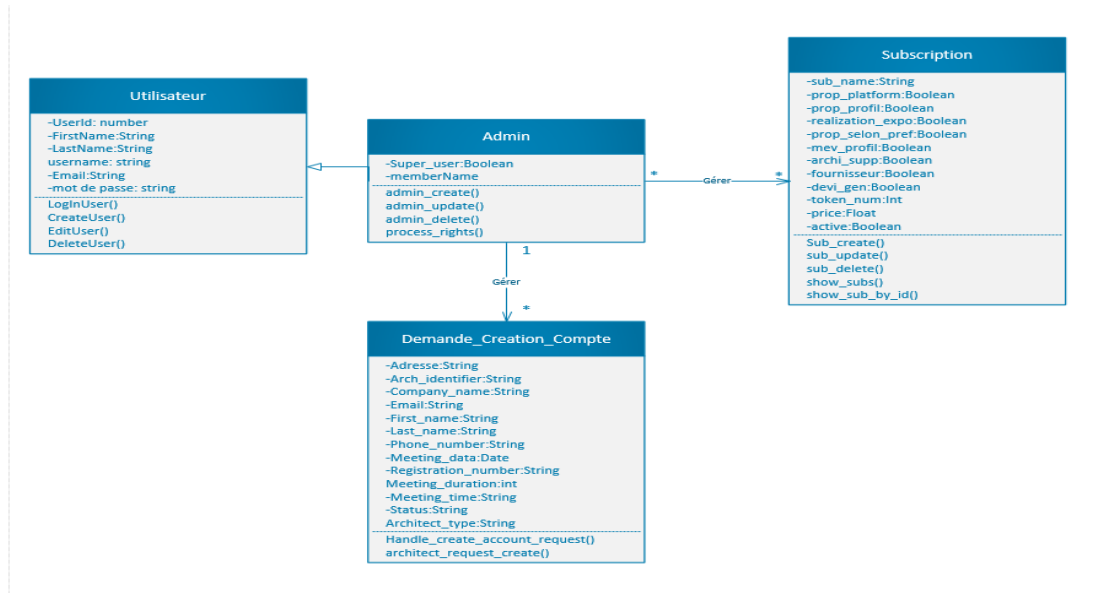 Utilisateur
-UserId: number
-FirstName:String
-LastName:String
username: string
-Email:String
-mot de passe: string
LogInUser()
CreateUser()
EditUser()
DeleteUser()
Admin
-Super_user:Boolean
-memberName
admin_create()
admin_update()
admin_delete()
process_rights()
*
Gérer
*
Subscription
-sub_name:String
-prop_platform:Boolean
-prop_profil:Boolean
-realization_expo:Boolean
-prop_selon_pref:Boolean
-mev_profil:Boolean
-archi_supp:Boolean
-fournisseur:Boolean
-devi_gen:Boolean
-token_num:Int
-price:Float
-active:Boolean
Sub_create()
sub_update()
sub_delete()
show_subs()
show_sub_by_id()
1
Gérer
*
Demande_Creation_Compte
-Adresse:String
-Arch_identifier:String
-Company_name:String
-Email:String
-First_name:String
-Last_name:String
-Phone_number:String
-Meeting_data:Date
-Registration_number:String
Meeting_duration:int
-Meeting_time:String
-Status:String
Architect_type:String
Handle_create_account_request()
architect_request_create()